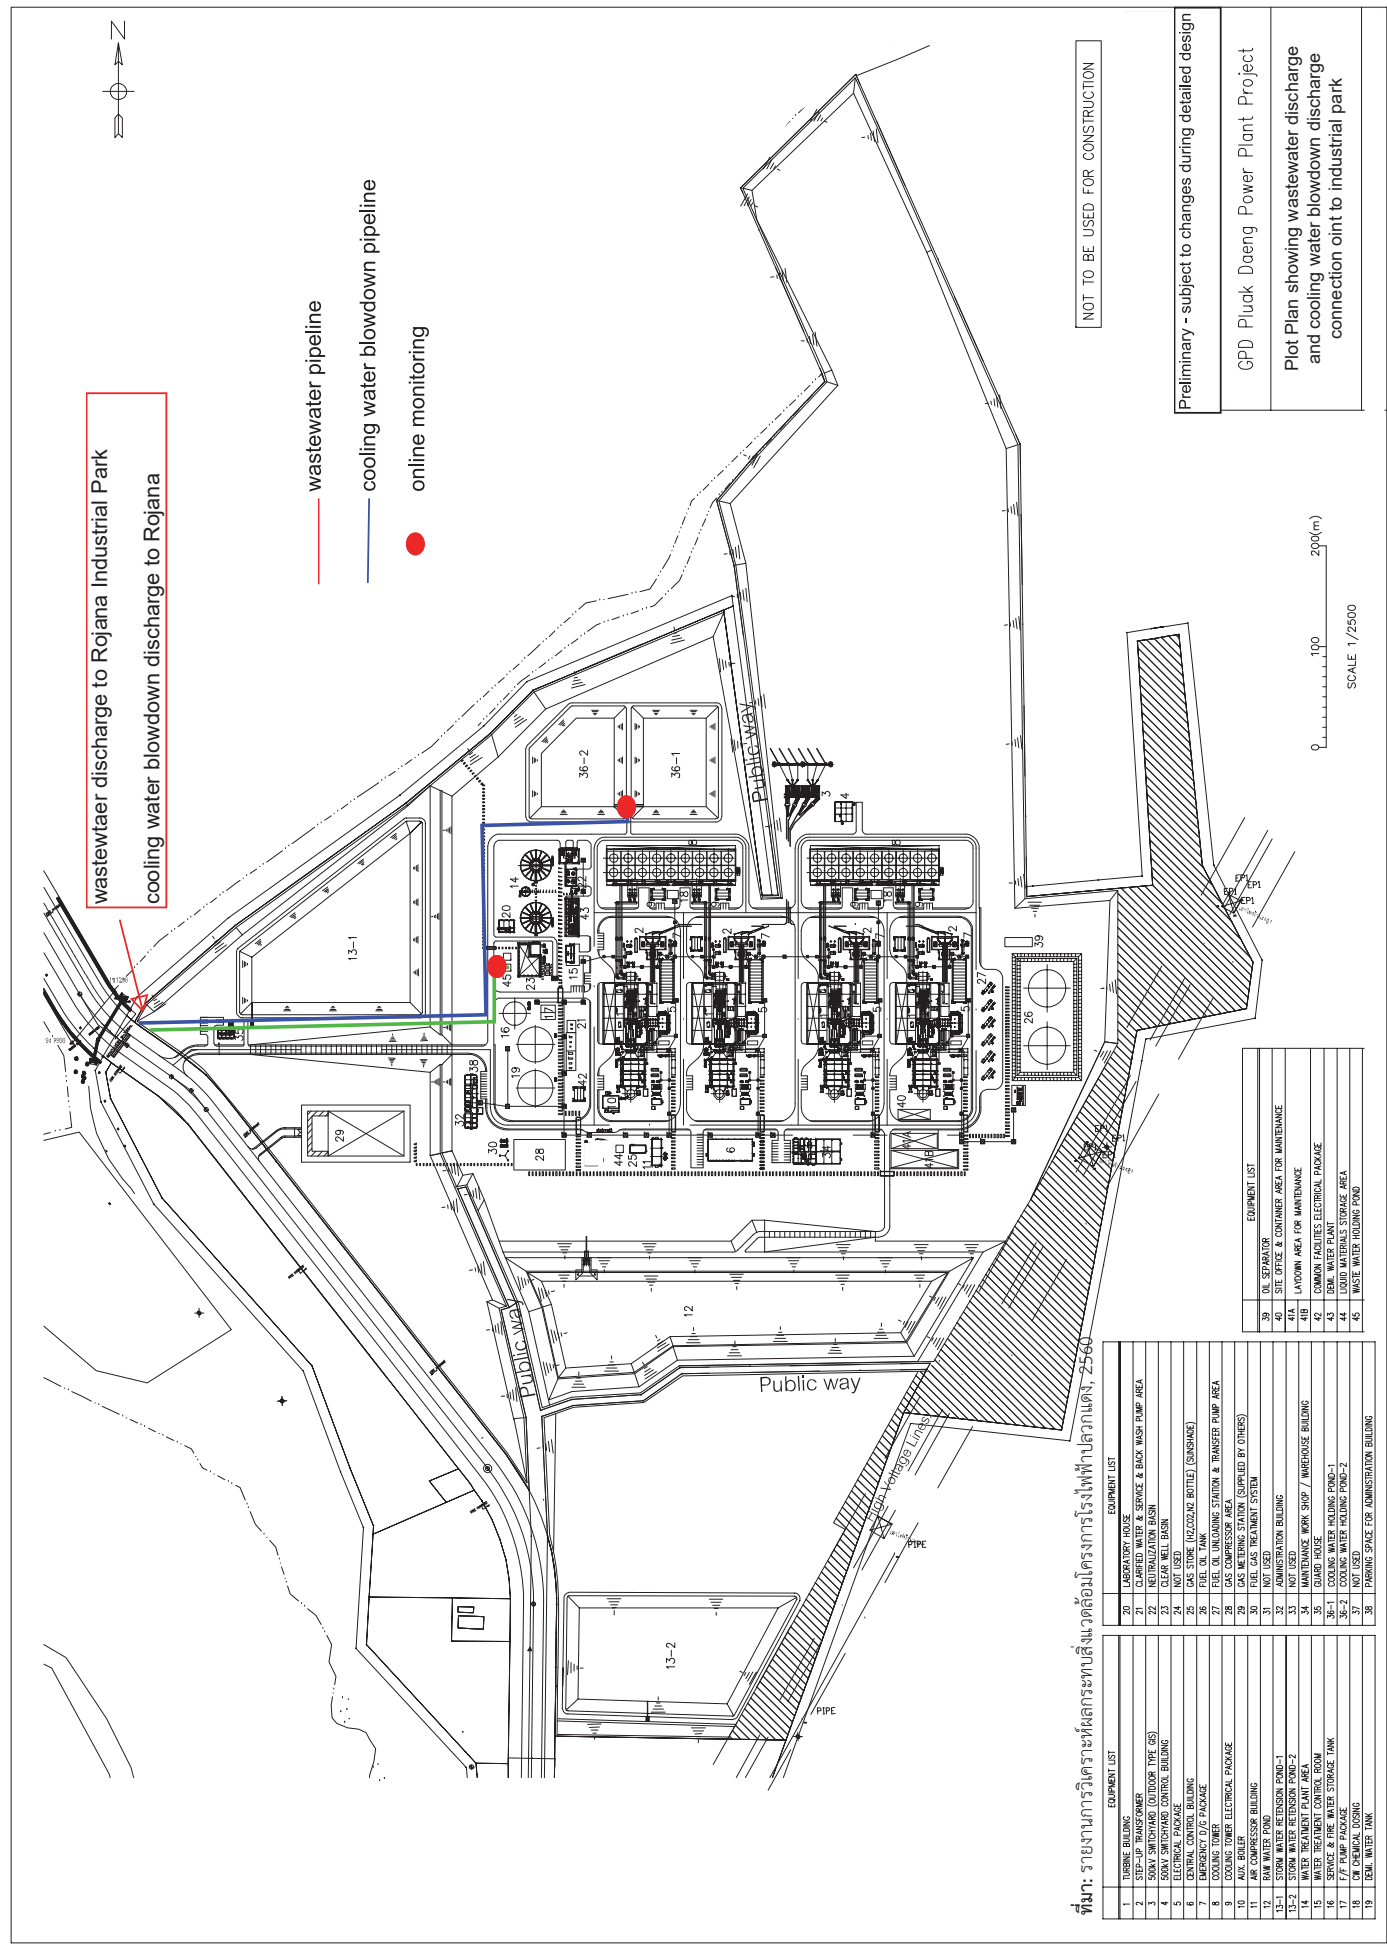 N
wastewtaer discharge to Rojana Industrial Park
cooling water blowdown discharge to Rojana
wastewater pipeline
cooling water blowdown pipeline
online monitoring
NOT TO BE USED FOR CONSTRUCTION
Preliminary - subject to changes during detailed design
GPD Pluak Daeng Power Plant Project
Plot Plan showing wastewater discharge
and cooling water blowdown discharge
connection oint to industrial park
0 100 200(m)
SCALE 1/2500
Public way
Public way
Public way
High Voltage Lines
PIPE
PIPE
EP1
EP1
EP1
EP1
EP1
13-1
13-2
12
36-2
36-1
29
28
30
32
38
19
16
17
21
42
45
23
20
14
15
43
22
3
4
26
27
39
40
41B
6
11
25
44
10
EQUIPMENT LIST
1 TURBINE BUILDING
2 STEP-UP TRANSFORMER
3 500kV SWITCHYARD (OUTDOOR TYPE GIS)
4 500kV SWITCHYARD CONTROL BUILDING
5 ELECTRICAL PACKAGE
6 CENTRAL CONTROL BUILDING
7 EMERGENCY D/G PACKAGE
8 COOLING TOWER
9 COOLING TOWER ELECTRICAL PACKAGE
10 AUX. BOILER
11 AIR COMPRESSOR BUILDING
12 RAW WATER POND
13-1 STORM WATER RETENSION POND-1
13-2 STORM WATER RETENSION POND-2
14 WATER TREATMENT PLANT AREA
15 WATER TREATMENT CONTROL ROOM
16 SERVICE & FIRE WATER STORAGE TANK
17 F/F PUMP PACKAGE
18 CW CHEMICAL DOSING
19 DEMI. WATER TANK
EQUIPMENT LIST
20 LABORATORY HOUSE
21 CLARIFIED WATER & SERVICE & BACK WASH PUMP AREA
22 NEUTRALIZATION BASIN
23 CLEAR WELL BASIN
24 NOT USED
25 GAS STORE (H2,CO2,N2 BOTTLE) (SUNSHADE)
26 FUEL OIL TANK
27 FUEL OIL UNLOADING STATION & TRANSFER PUMP AREA
28 GAS COMPRESSOR AREA
29 GAS METERING STATION (SUPPLIED BY OTHERS)
30 FUEL GAS TREATMENT SYSTEM
31 NOT USED
32 ADMINISTRATION BUILDING
33 NOT USED
34 MAINTENANCE WORK SHOP / WAREHOUSE BUILDING
35 GUARD HOUSE
36-1 COOLING WATER HOLDING POND-1
36-2 COOLING WATER HOLDING POND-2
37 NOT USED
38 PARKING SPACE FOR ADMINISTRATION BUILDING
EQUIPMENT LIST
39 OIL SEPARATOR
40 SITE OFFICE & CONTAINER AREA FOR MAINTENANCE
41A LAYDOWN AREA FOR MAINTENANCE
41B
42 COMMON FACILITIES ELECTRICAL PACKAGE
43 DEMI. WATER PLANT
44 LIQUID MATERIALS STORAGE AREA
45 WASTE WATER HOLDING POND
ที่มา: รายงานการวิเคราะห์ผลกระทบสิ่งแวดล้อมโครงการโรงไฟฟ้าปลวกแดง, 2560